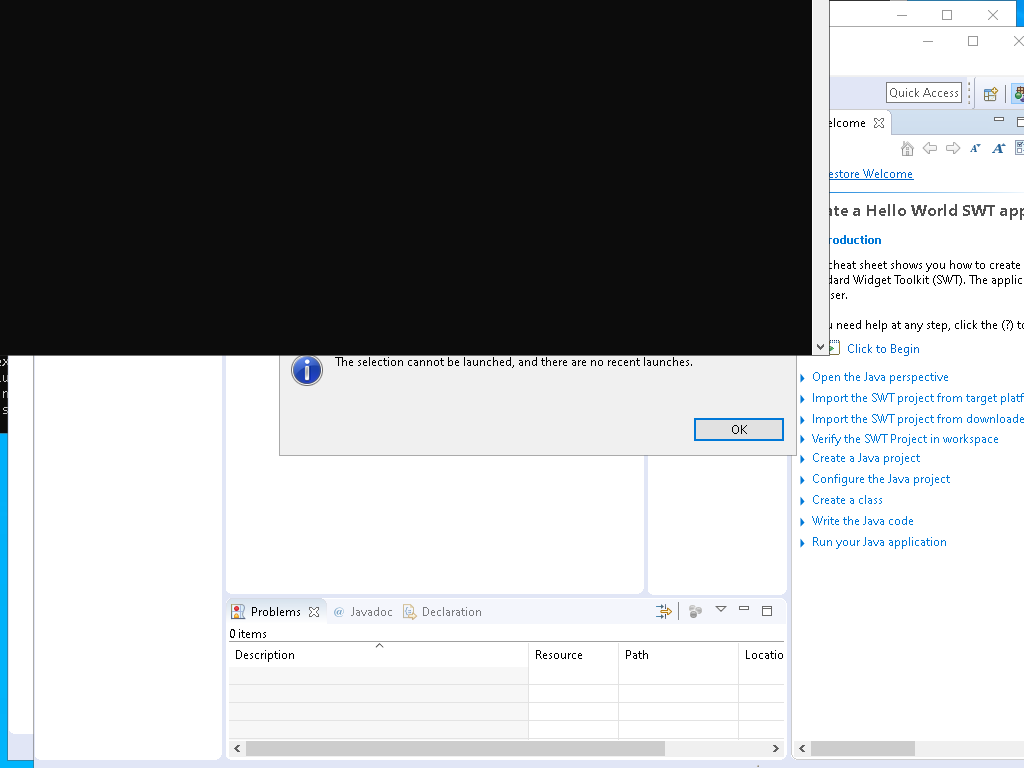 Quick Access
elcome
estore Welcome
ate a Hello World SWT app
roduction
cheat sheet shows you how to create
dard Widget Toolkit (SWT). The applic
ser.
u need help at any step, click the (?) to
Click to Begin
The selection cannot be launched, and there are no recent launches.
OK
Open the Java perspective
Import the SWT project from target platf
Import the SWT project from downloade
Verify the SWT Project in workspace
Create a Java project
Configure the Java project
Create a class
Write the Java code
Run your Java application
Problems
@ Javadoc
Declaration
0 items
Description
Resource
Path
Locatio